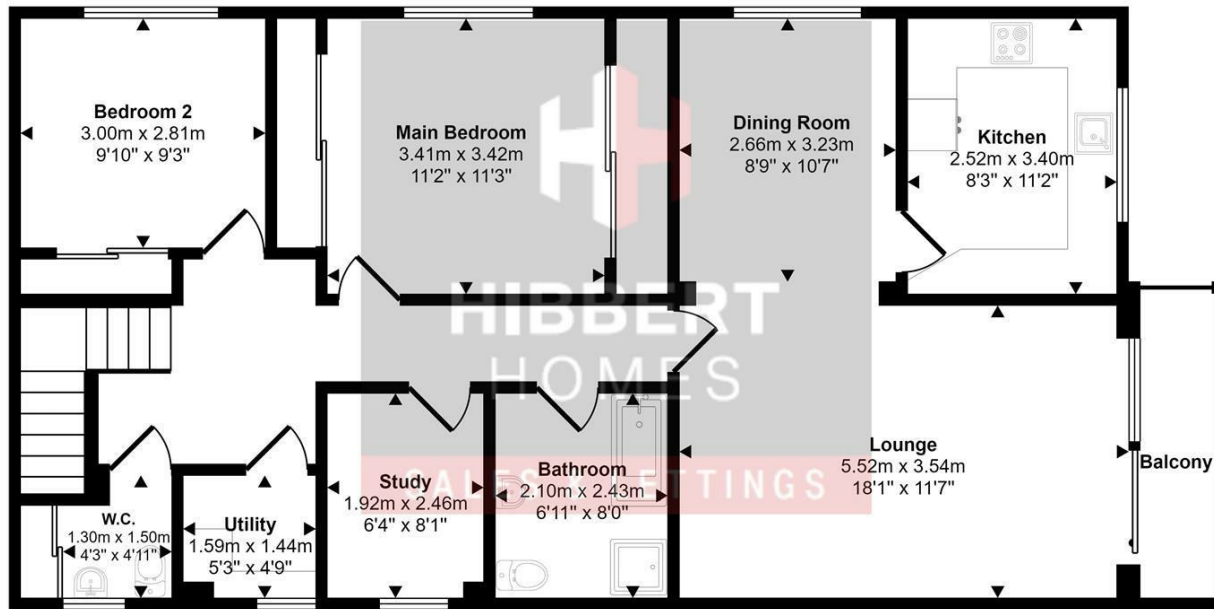 Bedroom 2
3.00m x 2.81m
9'10" x 9'3"
Main Bedroom
3.41m x 3.42m
11'2" x 11'3"
Dining Room
2.66m x 3.23m
8'9" x 10'7"
Kitchen
2.52m x 3.40m
8'3" x 11'2"
HIBBERT
HOMES
SALES & LETTINGS
Lounge
5.52m x 3.54m
18'1" x 11'7"
Balcony
Bathroom
2.10m x 2.43m
6'11" x 8'0"
Study
1.92m x 2.46m
6'4" x 8'1"
Utility
1.59m x 1.44m
5'3" x 4'9"
W.C.
1.30m x 1.50m
4'3" x 4'11"